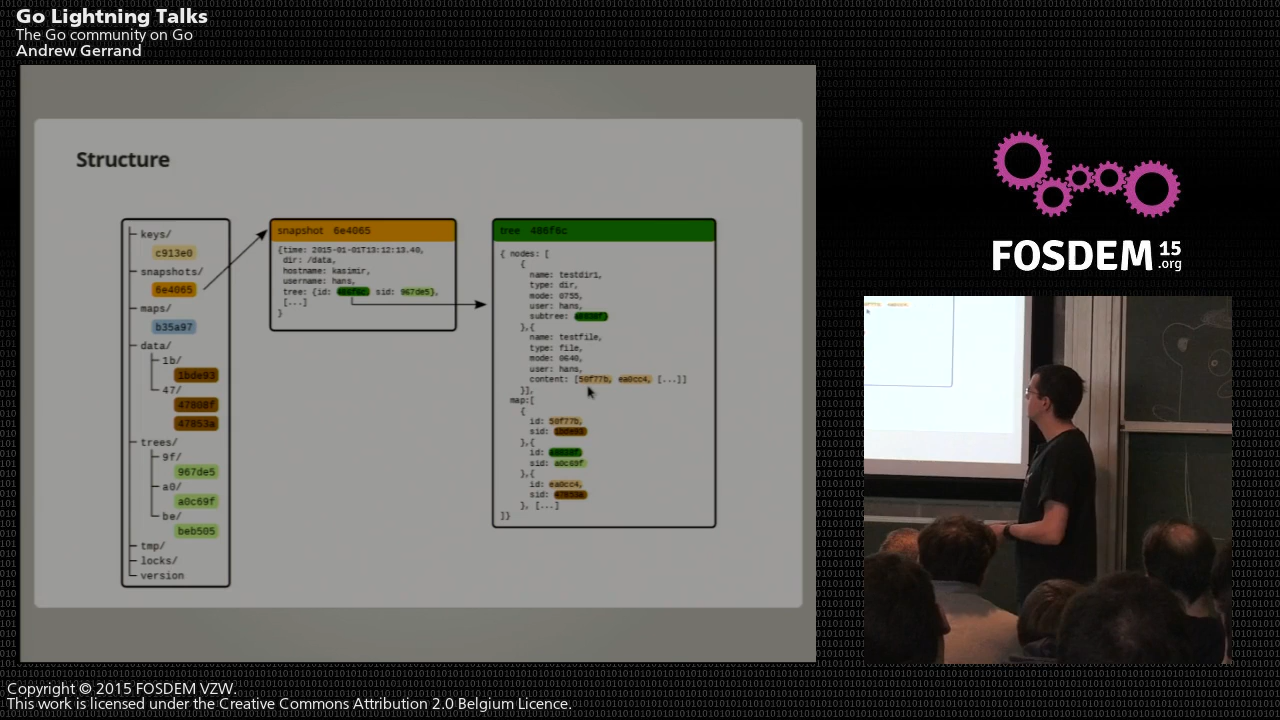 Go Lightning Talks
The Go community on Go
Andrew Gerrand
Structure
keys/
c913e0
snapshots/
6e4065
maps/
b35a97
data/
1b/
1bde93
47/
47808f
47853a
trees/
9f/
967de5
a0/
a0c69f
be/
beb505
tmp/
locks/
version
snapshot 6e4065
{time: 2015-01-01T13:12:13.40,
dir: /data,
hostname: kasimir,
username: hans,
tree: {id: 486f6c, sid: 967de5},
[...]
}
tree 486f6c
{ nodes: [
{
name: testdir1,
type: dir,
mode: 0755,
user: hans,
subtree:
},{
name: testfile,
type: file,
mode: 0640,
user: hans,
content: [50f77b, ea0cc4, [...]]
}],
map:[
{
id: 50f77b,
sid: 1bde93
},{
id:
sid: a0c69f
},{
id: ea0cc4,
sid: 47853a
}, [...]
]}
FOSDEM 15
.org
Copyright © 2015 FOSDEM VZW.
This work is licensed under the Creative Commons Attribution 2.0 Belgium Licence.